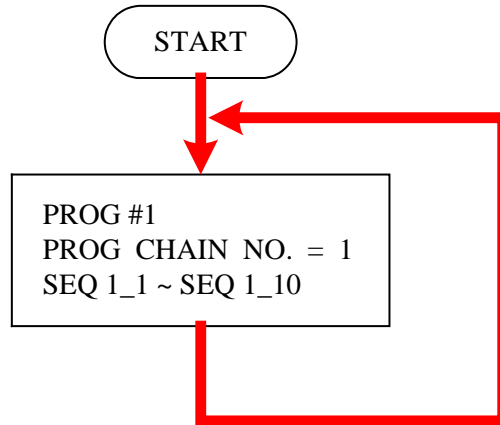 START
PROG #1
PROG CHAIN NO. = 1
SEQ 1_1 ~ SEQ 1_10